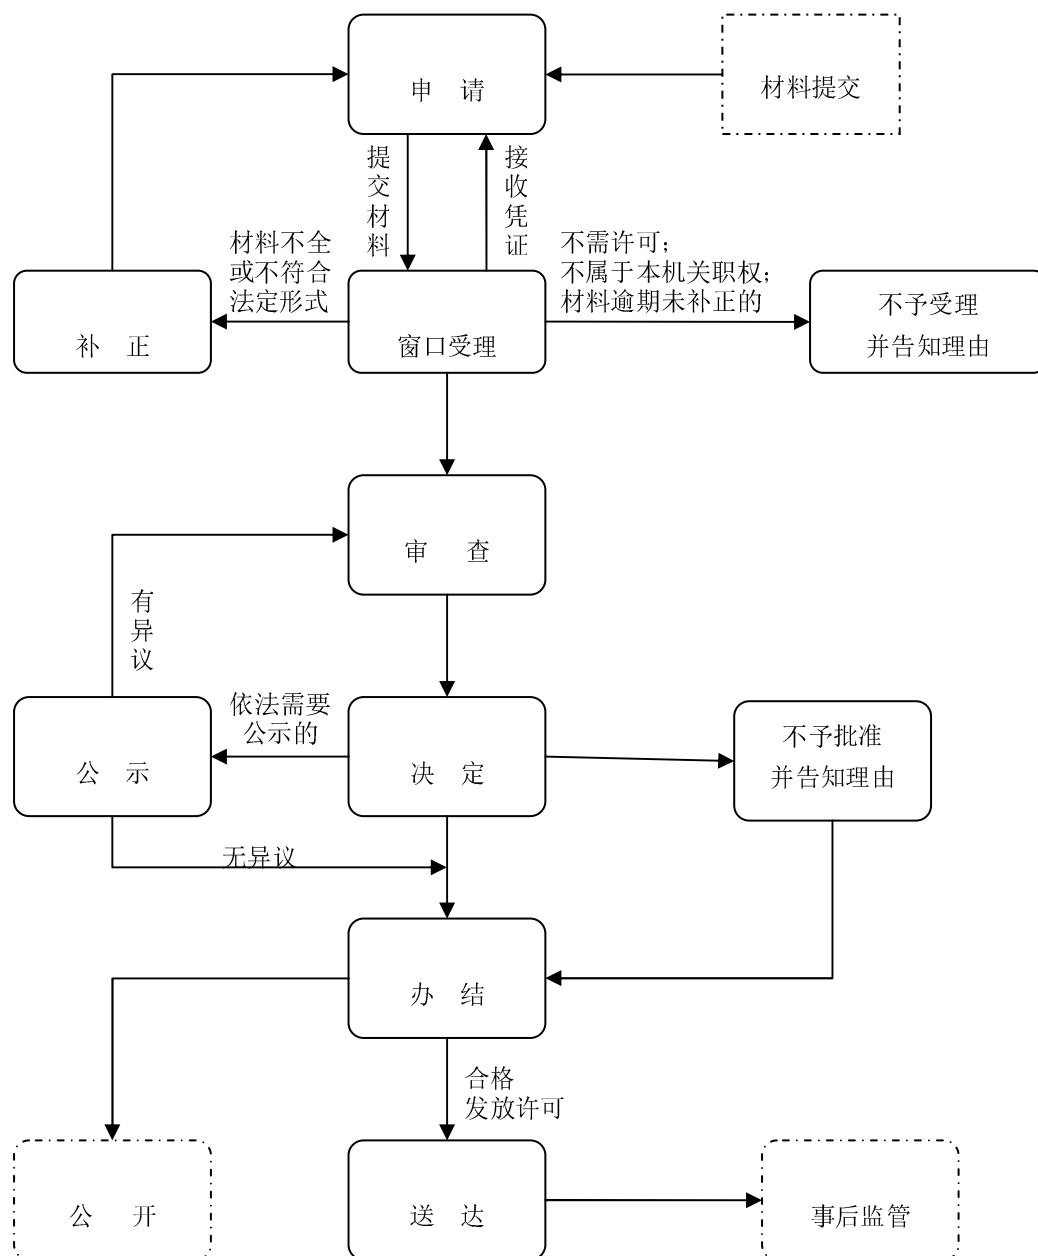 申 请
材料提交
提交材料
接收凭证
材料不全
或不符合
法定形式
不需许可；
不属于本机关职权；
材料逾期未补正的
补 正
窗口受理
不予受理
并告知理由
审 查
有异议
依法需要
公示的
公 示
决 定
不予批准
并告知理由
无异议
办 结
合格
发放许可
公 开
送 达
事后监管